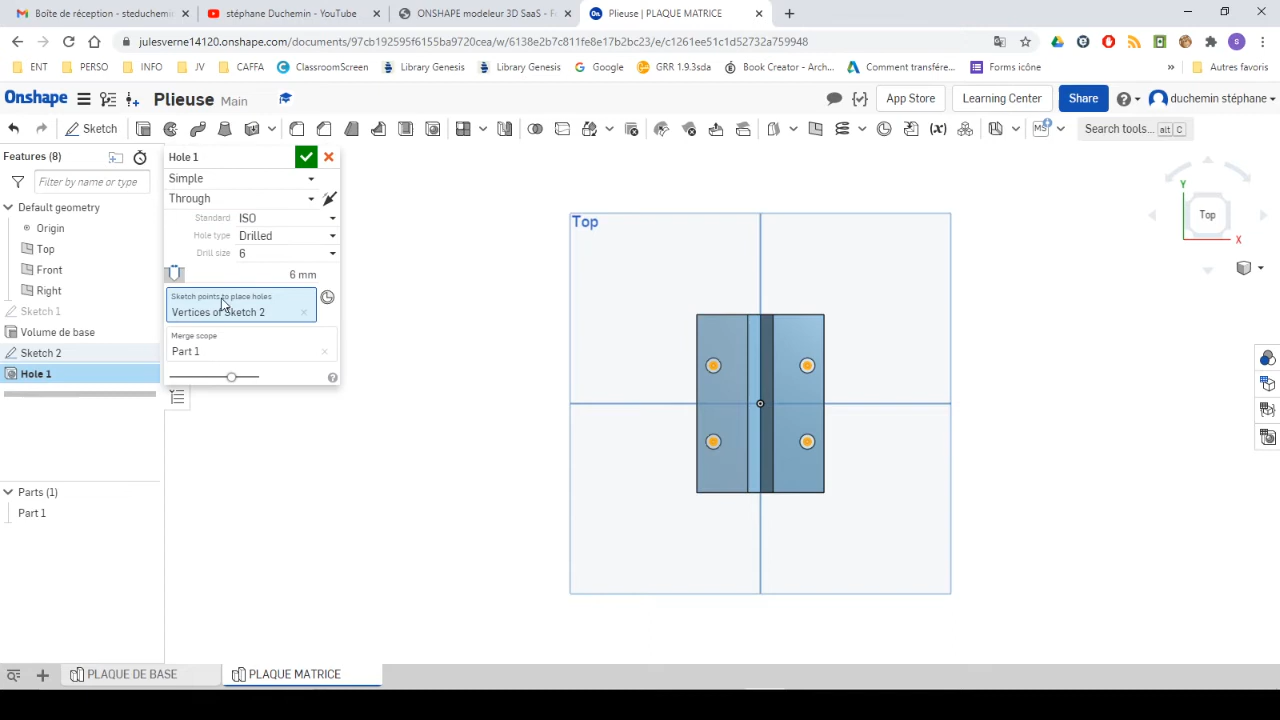 Boîte de réception - steduchemin
stéphane Duchemin - YouTube
ONSHAPE modeleur 3D SaaS - F
Plieuse | PLAQUE MATRICE
julesverne14120.onshape.com/documents/97cb192595f6155ba9720cea/w/6138e2b7c811fe8e17b2bc23/e/c1261ee51c1d52732a759948
ENT
PERSO
INFO
JV
CAFFA
ClassroomScreen
Library Genesis
Library Genesis
Google
GRR 1.9.3sda
Book Creator - Arch...
Comment transfére...
Forms icône
»
Autres favoris
Onshape
Plieuse Main
App Store
Learning Center
Share
duchemin stéphane
Sketch
Search tools... alt C
Features (8)
Filter by name or type
Default geometry
Origin
Top
Front
Right
Sketch 1
Volume de base
Sketch 2
Hole 1
Parts (1)
Part 1
Hole 1
Simple
Through
Standard ISO
Hole type Drilled
Drill size 6
6 mm
Sketch points to place holes
Vertices of Sketch 2
Merge scope
Part 1
Top
Y
Top
X
PLAQUE DE BASE
PLAQUE MATRICE